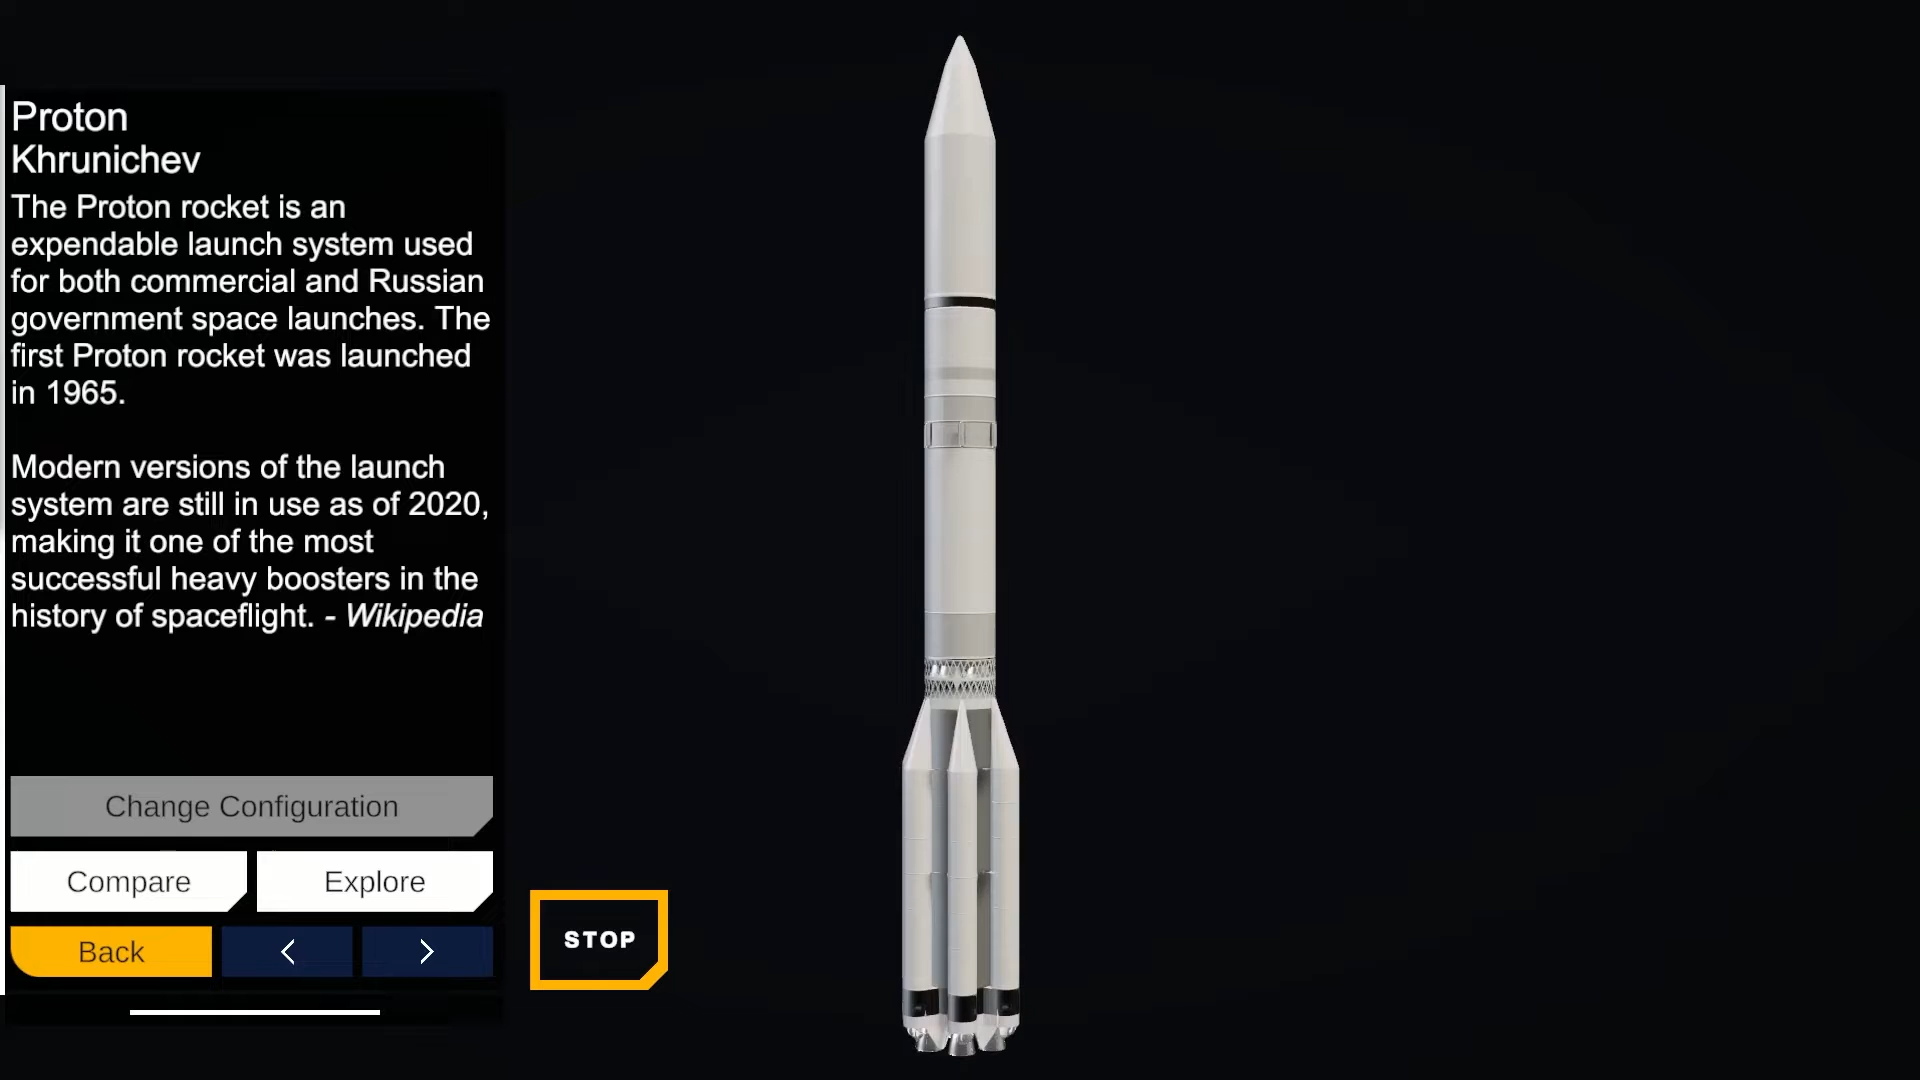 Proton
Khrunichev
The Proton rocket is an
expendable launch system used
for both commercial and Russian
government space launches. The
first Proton rocket was launched
in 1965.
Modern versions of the launch
system are still in use as of 2020,
making it one of the most
successful heavy boosters in the
history of spaceflight. - Wikipedia
Change Configuration
Compare
Explore
Back
STOP